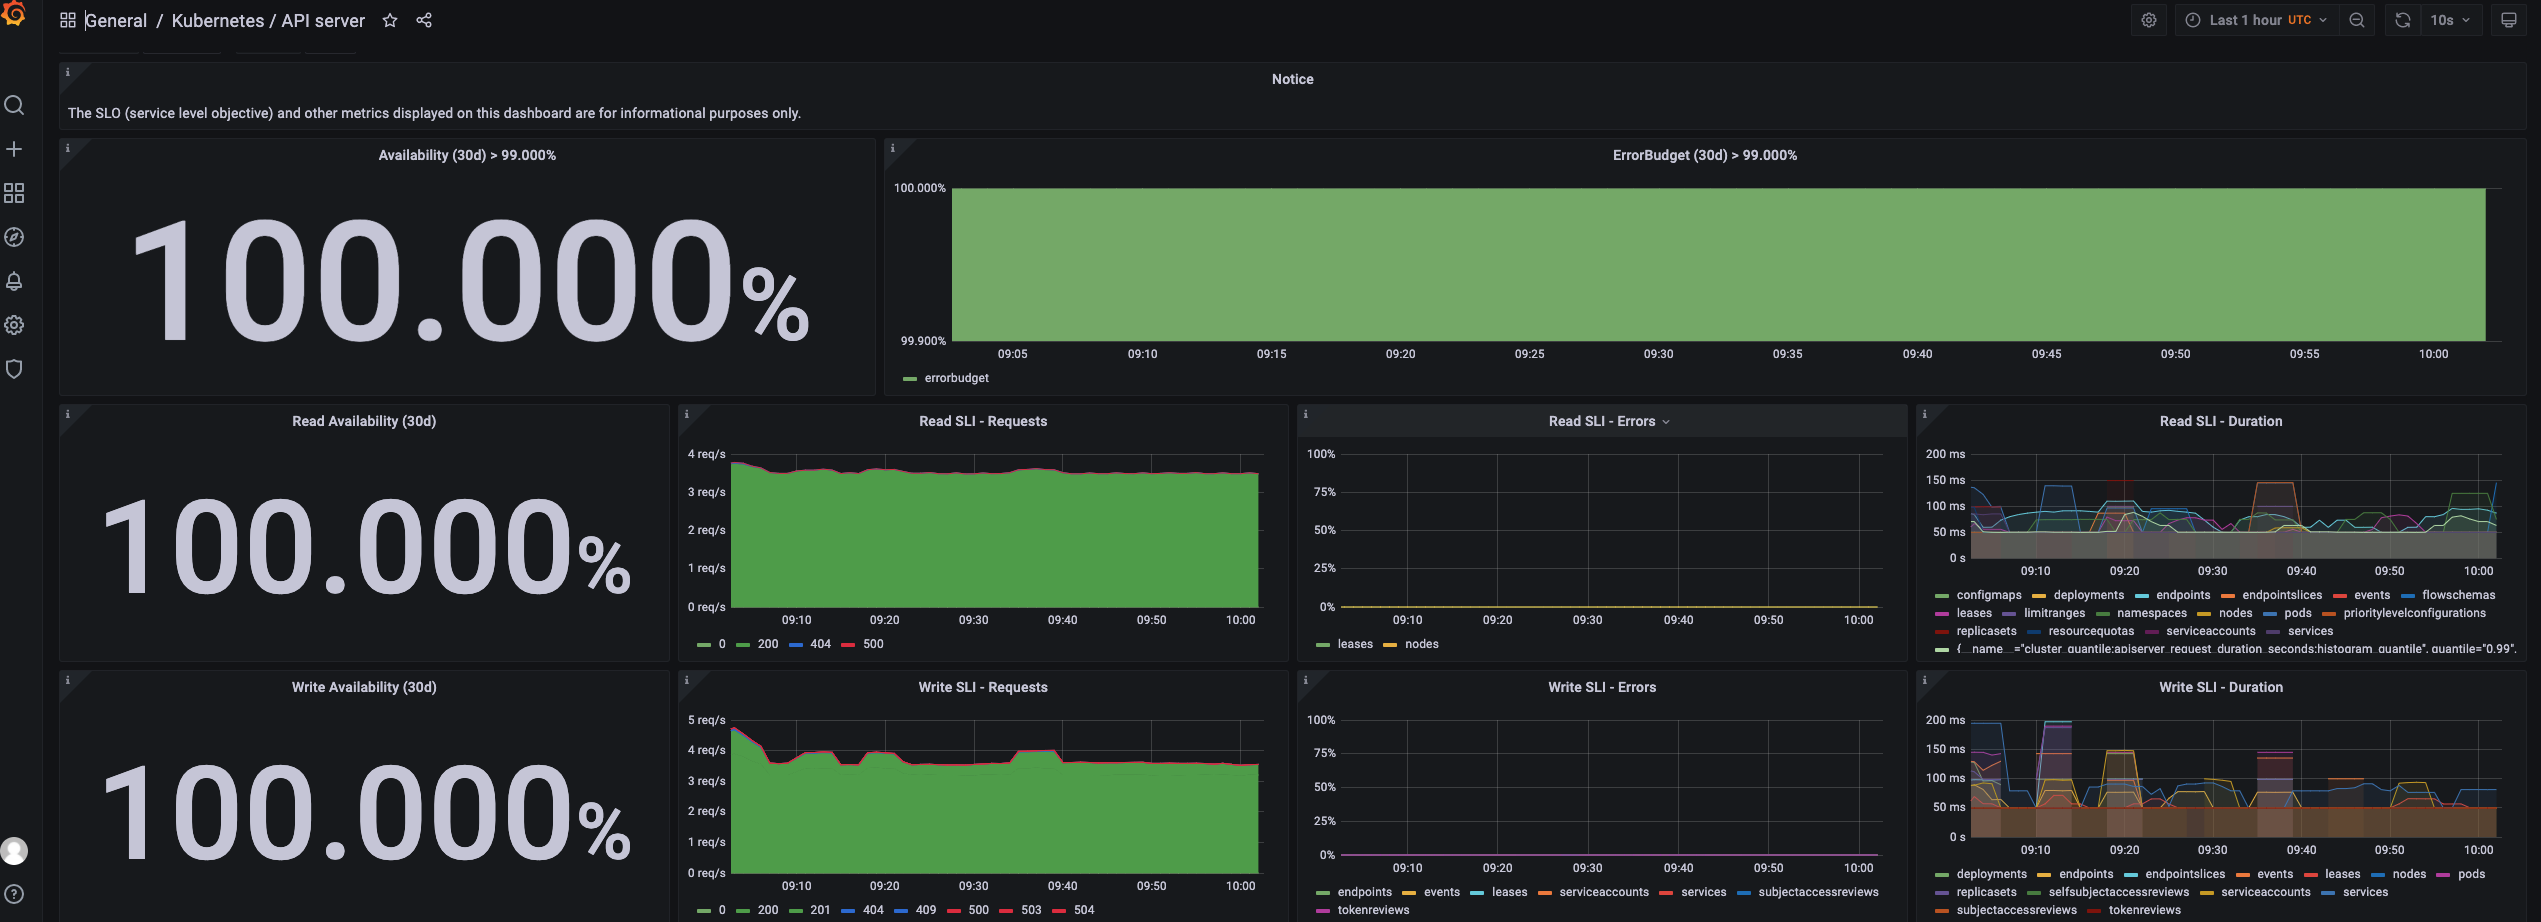 General / Kubernetes / API server
Last 1 hour UTC
10s
Notice
The SLO (service level objective) and other metrics displayed on this dashboard are for informational purposes only.
Availability (30d) > 99.000%
100.000%
ErrorBudget (30d) > 99.000%
100.000%
99.900%
09:05 09:10 09:15 09:20 09:25 09:30 09:35 09:40 09:45 09:50 09:55 10:00
errorbudget
Read Availability (30d)
100.000%
Read SLI - Requests
4 req/s
3 req/s
2 req/s
1 req/s
0 req/s
09:10 09:20 09:30 09:40 09:50 10:00
0 200 404 500
Read SLI - Errors
100%
75%
50%
25%
0%
09:10 09:20 09:30 09:40 09:50 10:00
leases nodes
Read SLI - Duration
200 ms
150 ms
100 ms
50 ms
0 s
09:10 09:20 09:30 09:40 09:50 10:00
configmaps deployments endpoints endpointslices events flowschemas
leases limitranges namespaces nodes pods prioritylevelconfigurations
replicasets resourcequotas serviceaccounts services
{__name__="cluster_quantile:apiserver_request_duration_seconds:histogram_quantile", quantile="0.99",
Write Availability (30d)
100.000%
Write SLI - Requests
5 req/s
4 req/s
3 req/s
2 req/s
1 req/s
0 req/s
09:10 09:20 09:30 09:40 09:50 10:00
0 200 201 404 409 500 503 504
Write SLI - Errors
100%
75%
50%
25%
0%
09:10 09:20 09:30 09:40 09:50 10:00
endpoints events leases serviceaccounts services subjectaccessreviews
tokenreviews
Write SLI - Duration
200 ms
150 ms
100 ms
50 ms
0 s
09:10 09:20 09:30 09:40 09:50 10:00
deployments endpoints endpointslices events leases nodes pods
replicasets selfsubjectaccessreviews serviceaccounts services
subjectaccessreviews tokenreviews